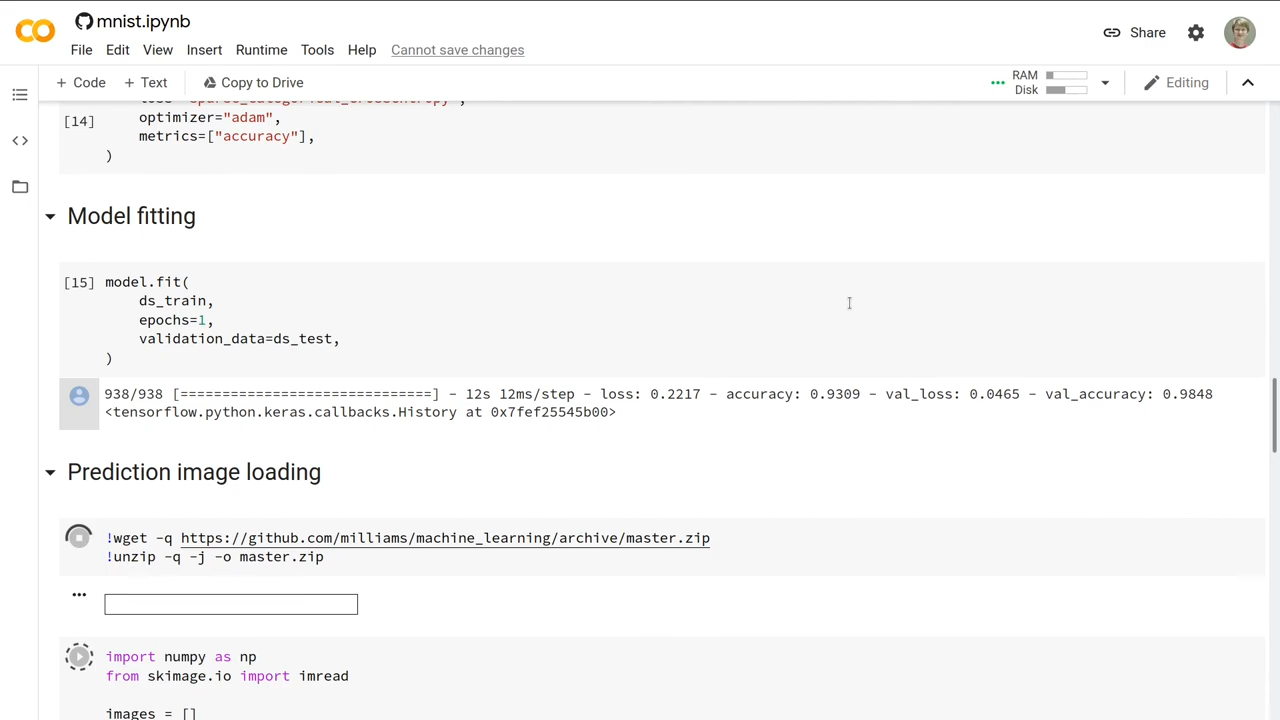 mnist.ipynb
File Edit View Insert Runtime Tools Help Cannot save changes
Share
+ Code + Text Copy to Drive
RAM
Disk
Editing
loss="sparse_categorical_crossentropy",
[14] optimizer="adam",
metrics=["accuracy"],
)
Model fitting
[15] model.fit(
ds_train,
epochs=1,
validation_data=ds_test,
)
938/938 [==============================] - 12s 12ms/step - loss: 0.2217 - accuracy: 0.9309 - val_loss: 0.0465 - val_accuracy: 0.9848
<tensorflow.python.keras.callbacks.History at 0x7fef25545b00>
Prediction image loading
!wget -q https://github.com/milliams/machine_learning/archive/master.zip
!unzip -q -j -o master.zip
import numpy as np
from skimage.io import imread
images = []